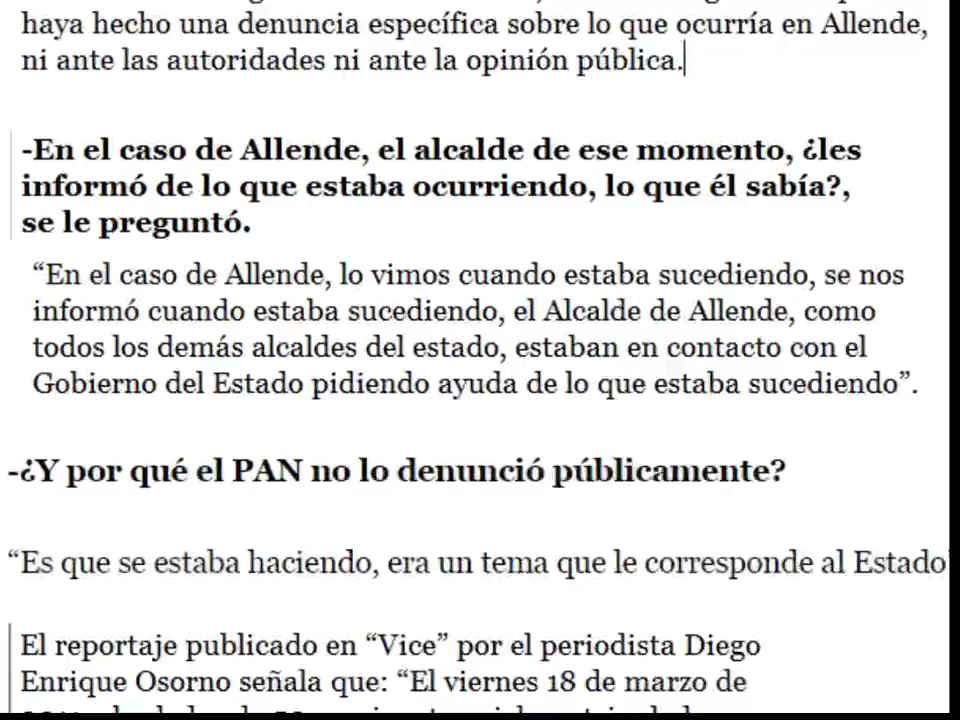 haya hecho una denuncia específica sobre lo que ocurría en Allende,
ni ante las autoridades ni ante la opinión pública.
-En el caso de Allende, el alcalde de ese momento, ¿les
informó de lo que estaba ocurriendo, lo que él sabía?,
se le preguntó.
“En el caso de Allende, lo vimos cuando estaba sucediendo, se nos
informó cuando estaba sucediendo, el Alcalde de Allende, como
todos los demás alcaldes del estado, estaban en contacto con el
Gobierno del Estado pidiendo ayuda de lo que estaba sucediendo”.
-¿Y por qué el PAN no lo denunció públicamente?
“Es que se estaba haciendo, era un tema que le corresponde al Estado”
El reportaje publicado en “Vice” por el periodista Diego
Enrique Osorno señala que: “El viernes 18 de marzo de